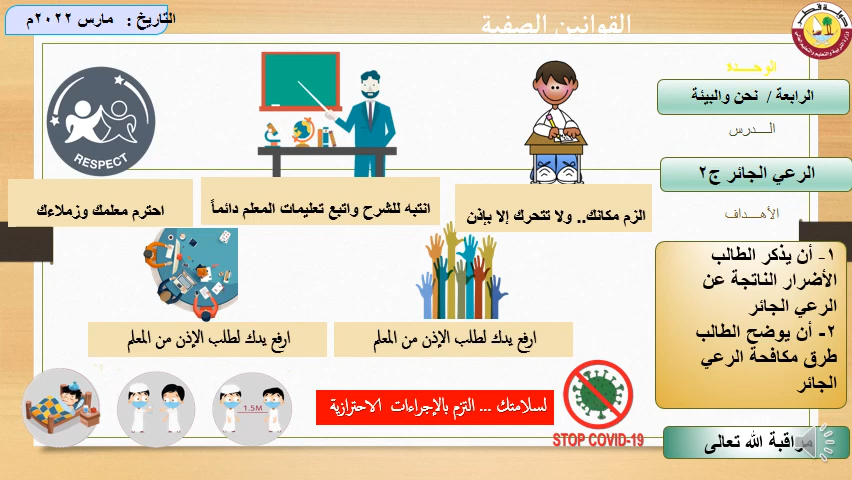 القوانين الصفية
التاريخ : مارس ٢٠٢٢م
دولة قطر
الوحـــدة
الرابعة / نحن والبيئة
الـــدرس
الرعي الجائر ج٢
الأهـــداف
١- أن يذكر الطالب
الأضرار الناتجة عن
الرعي الجائر
٢- أن يوضح الطالب
طرق مكافحة الرعي
الجائر
مراقبة الله تعالى
الزم مكانك.. ولا تتحرك إلا بإذن
انتبه للشرح واتبع تعليمات المعلم دائماً
RESPECT
احترم معلمك وزملاءك
ارفع يدك لطلب الإذن من المعلم
ارفع يدك لطلب الإذن من المعلم
لسلامتك ... التزم بالإجراءات الاحترازية
STOP COVID-19
1.5M